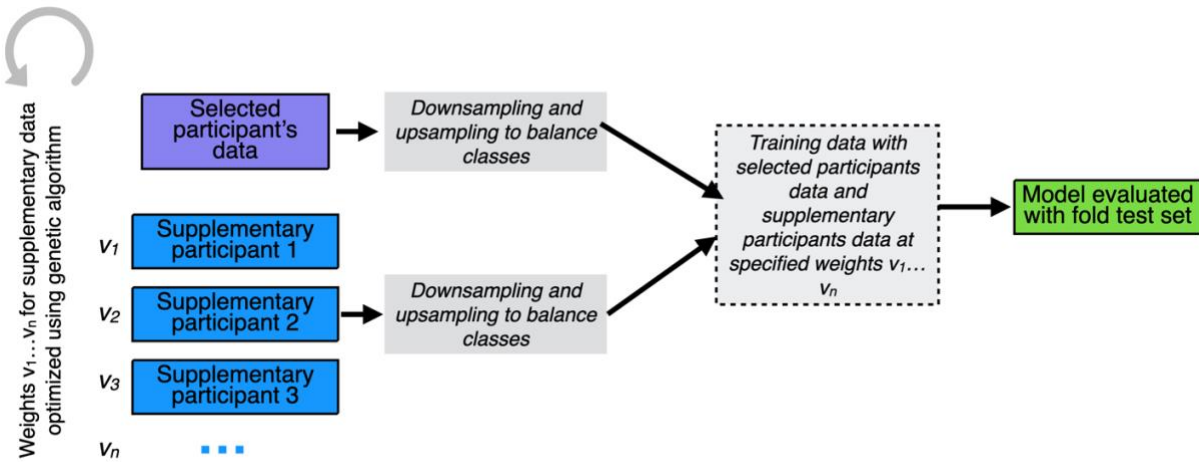 Weights v₁...vₙ for supplementary data
optimized using genetic algorithm
Selected
participant's
data
Downsampling and
upsampling to balance
classes
v₁
Supplementary
participant 1
v₂
Supplementary
participant 2
Downsampling and
upsampling to balance
classes
v₃
Supplementary
participant 3
vₙ
Training data with
selected participants
data and
supplementary
participants data at
specified weights v₁...
vₙ
Model evaluated
with fold test set